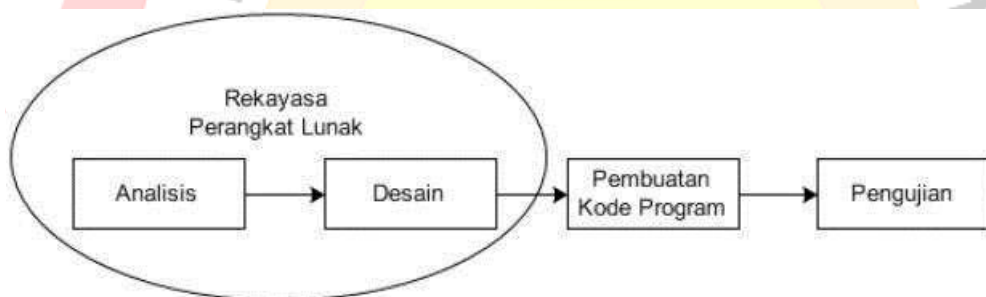 Rekayasa
Perangkat Lunak
Analisis
Desain
Pembuatan
Kode Program
Pengujian